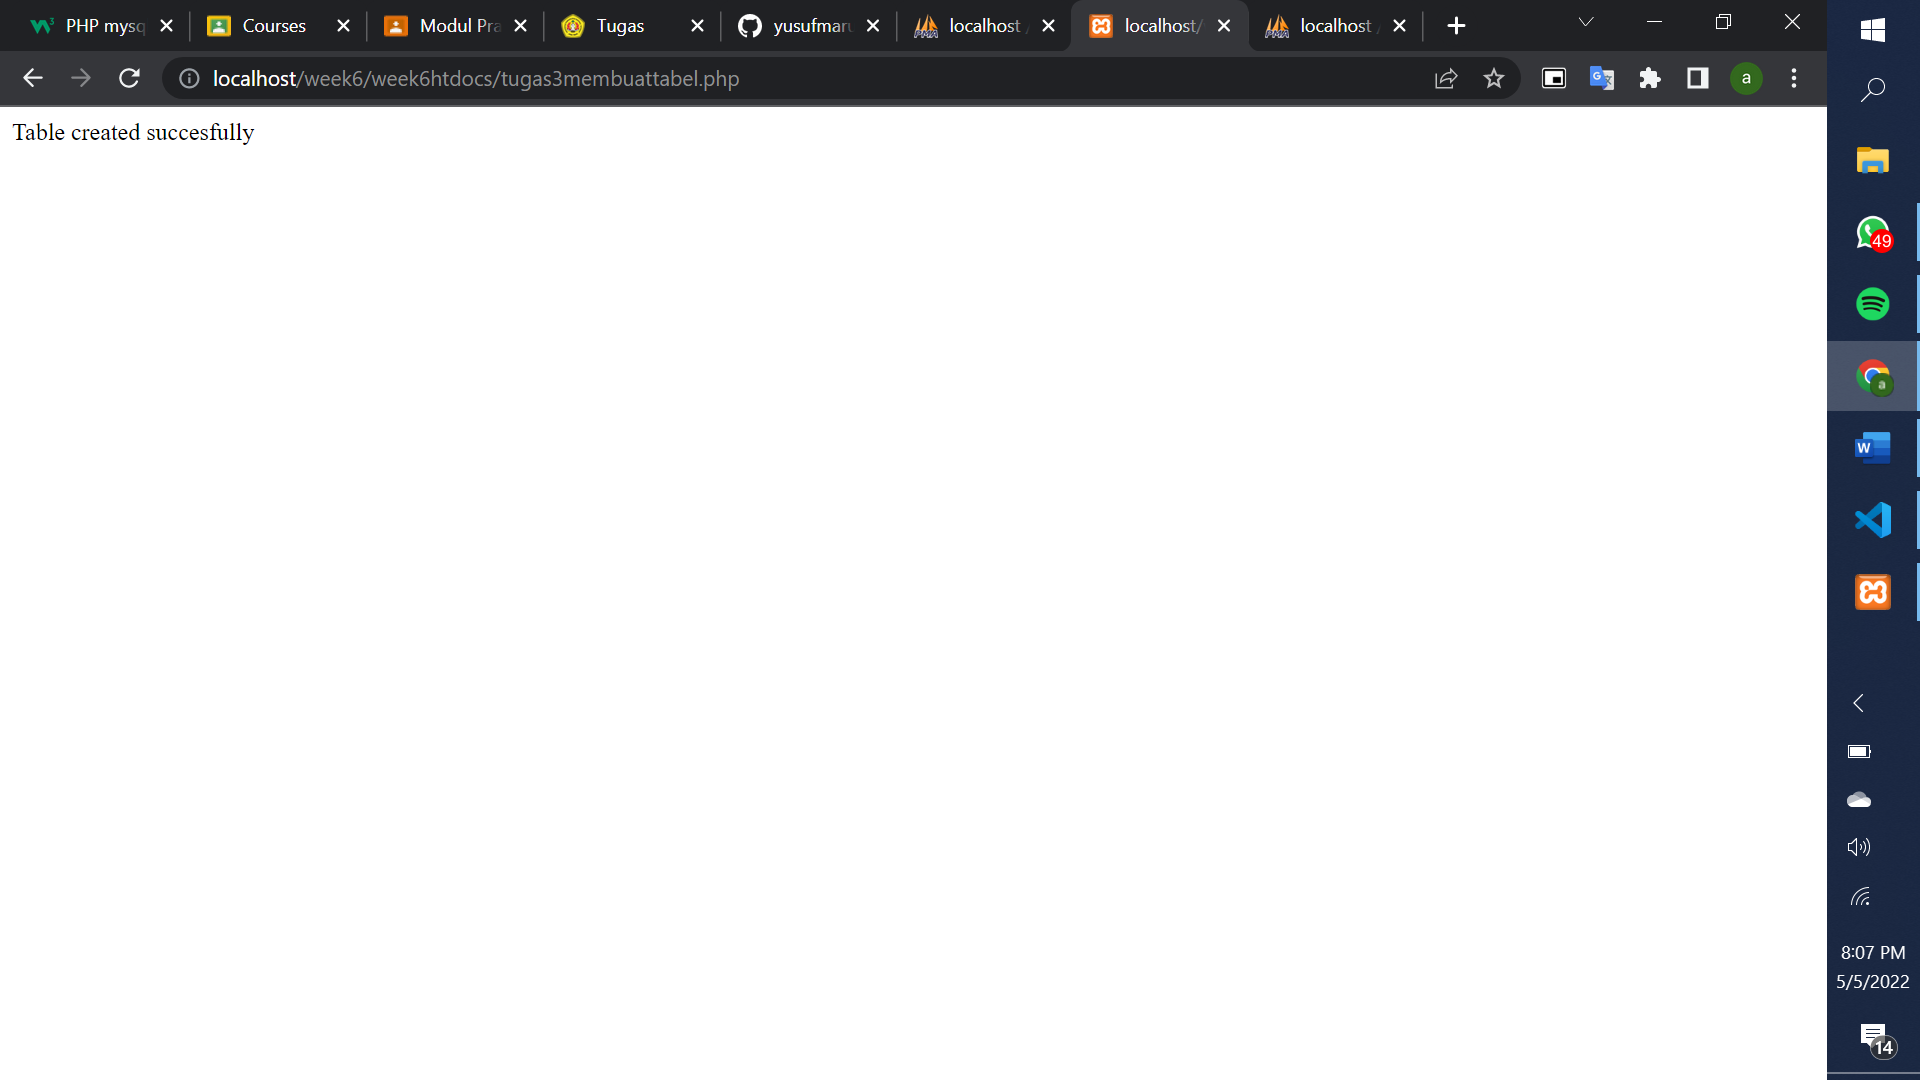 PHP mysq
Courses
Modul Pra
Tugas
yusufmaru
localhost /
localhost/
localhost /
localhost/week6/week6htdocs/tugas3membuattabel.php
a
Table created succesfully
49
a
W
8:07 PM
5/5/2022
14